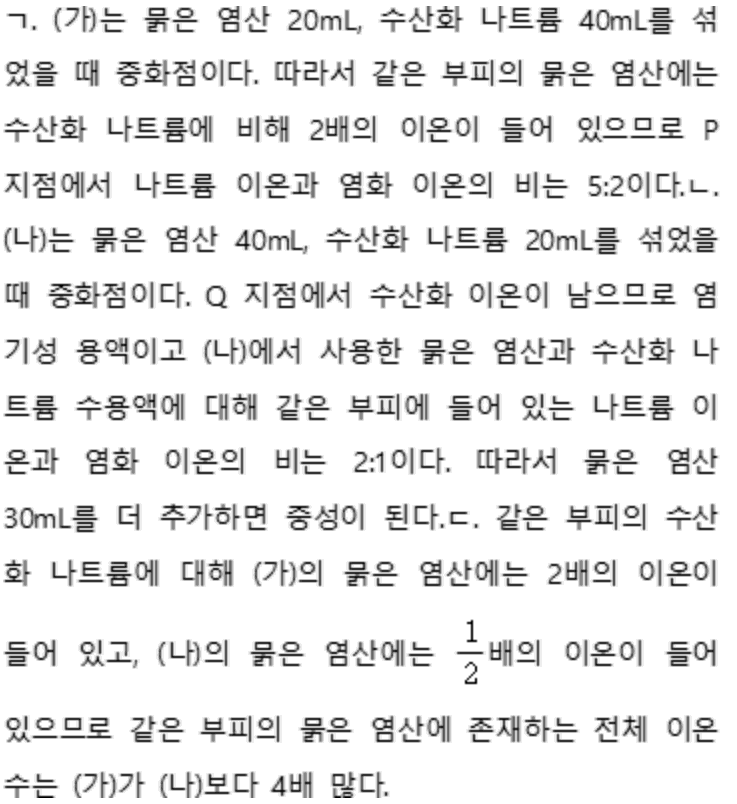 ㄱ. (가)는 묽은 염산 20mL, 수산화 나트륨 40mL를 섞
었을 때 중화점이다. 따라서 같은 부피의 묽은 염산에는
수산화 나트륨에 비해 2배의 이온이 들어 있으므로 P
지점에서 나트륨 이온과 염화 이온의 비는 5:2이다.ㄴ.
(나)는 묽은 염산 40mL, 수산화 나트륨 20mL를 섞었을
때 중화점이다. Q 지점에서 수산화 이온이 남으므로 염
기성 용액이고 (나)에서 사용한 묽은 염산과 수산화 나
트륨 수용액에 대해 같은 부피에 들어 있는 나트륨 이
온과 염화 이온의 비는 2:1이다. 따라서 묽은 염산
30mL를 더 추가하면 중성이 된다.ㄷ. 같은 부피의 수산
화 나트륨에 대해 (가)의 묽은 염산에는 2배의 이온이
들어 있고, (나)의 묽은 염산에는 1/2배의 이온이 들어
있으므로 같은 부피의 묽은 염산에 존재하는 전체 이온
수는 (가)가 (나)보다 4배 많다.